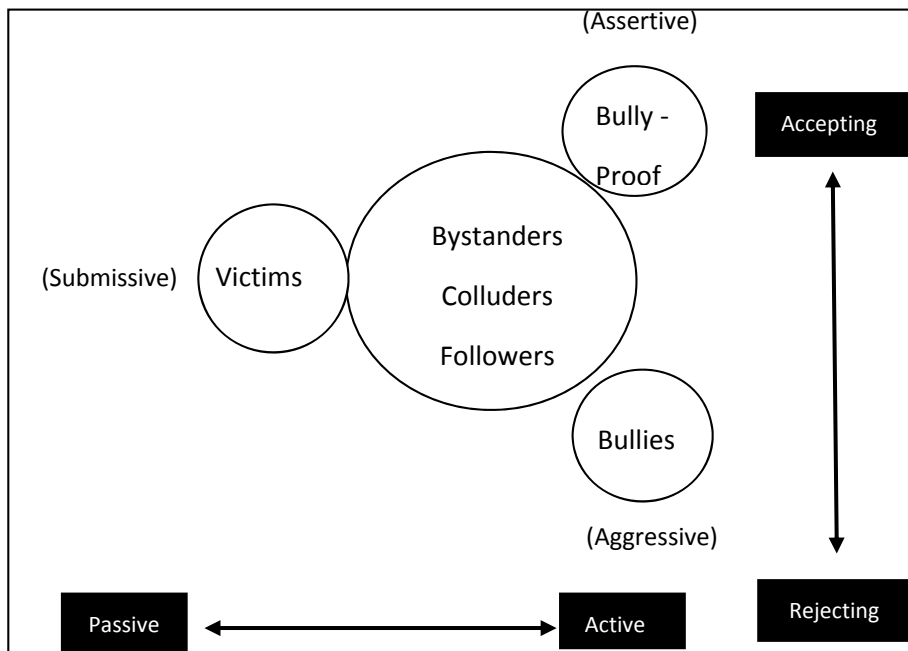 (Assertive)
Bully -
Proof
Accepting
Bystanders
(Submissive)
Victims
Colluders
Followers
Bullies
(Aggressive)
Passive
Active
Rejecting